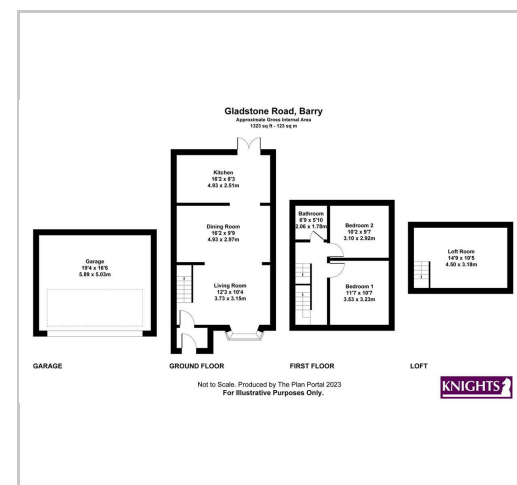 Gladstone Road, Barry
Approximate Gross Internal Area
1323 sq ft - 123 sq m
Kitchen
16'2 x 8'3
4.93 x 2.51m
Dining Room
16'2 x 9'9
4.93 x 2.97m
Living Room
12'3 x 10'4
3.73 x 3.15m
Bathroom
6'9 x 5'10
2.06 x 1.78m
Bedroom 2
10'2 x 9'7
3.10 x 2.92m
Bedroom 1
11'7 x 10'7
3.53 x 3.23m
Loft Room
14'9 x 10'5
4.50 x 3.18m
Garage
19'4 x 16'6
5.89 x 5.03m
GARAGE
GROUND FLOOR
FIRST FLOOR
LOFT
Not to Scale. Produced by The Plan Portal 2023
For Illustrative Purposes Only.
KNIGHTS